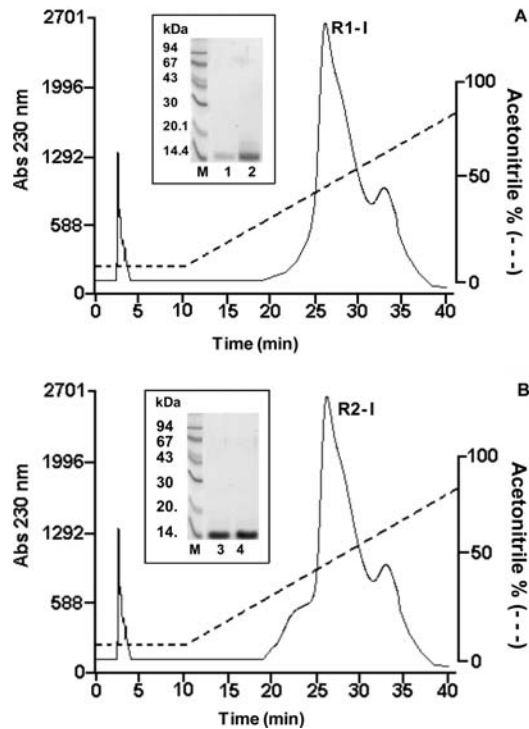 A
R1-I
kDa
94
67
43
30
20.1
14.4
M 1 2
2701
1996
1292
588
0
Abs 230 nm
100
50
0
Acetonitrile % (- - -)
0 5 10 15 20 25 30 35 40
Time (min)
B
R2-I
kDa
94
67
43
30
20.
14.
M 3 4
2701
1996
1292
588
0
Abs 230 nm
100
50
0
Acetonitrile % (- - -)
0 5 10 15 20 25 30 35 40
Time (min)